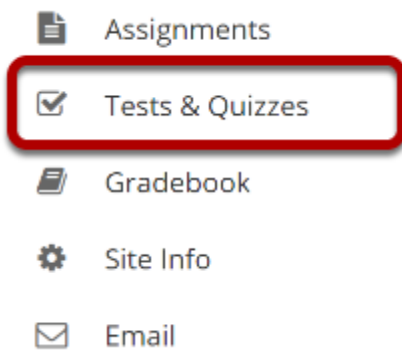 Assignments
Tests & Quizzes
Gradebook
Site Info
Email